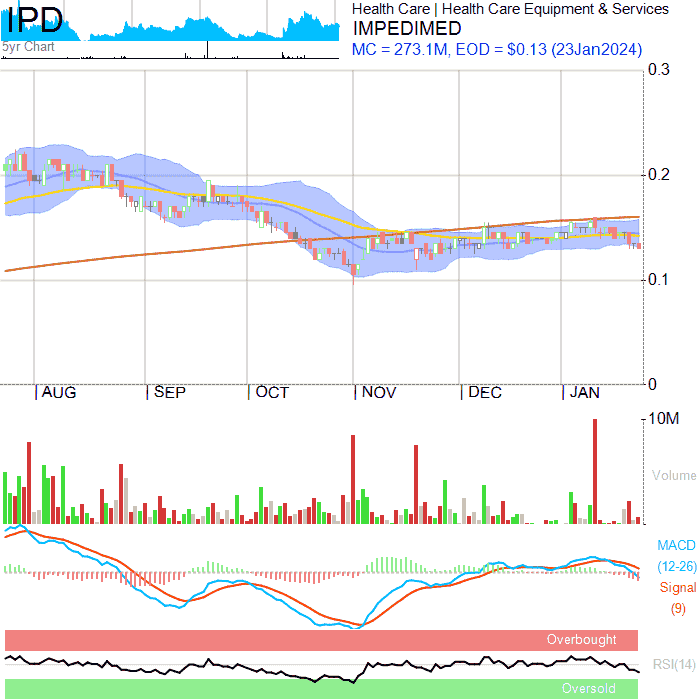 IPD
5yr Chart
Health Care | Health Care Equipment & Services
IMPEDIMED
MC = 273.1M, EOD = $0.13 (23Jan2024)
0.3
0.2
0.1
0
AUG
SEP
OCT
NOV
DEC
JAN
10M
Volume
MACD
(12-26)
Signal
(9)
Overbought
RSI(14)
Oversold